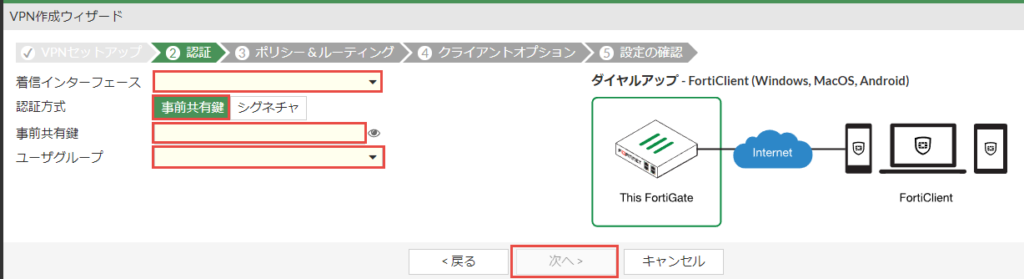 VPN作成ウィザード
VPNセットアップ 2 認証 3 ポリシー＆ルーティング 4 クライアントオプション 5 設定の確認
着信インターフェース
認証方式 事前共有鍵 シグネチャ
事前共有鍵
ユーザグループ
ダイヤルアップ - FortiClient (Windows, MacOS, Android)
FORTINET
Internet
This FortiGate
FortiClient
< 戻る 次へ > キャンセル